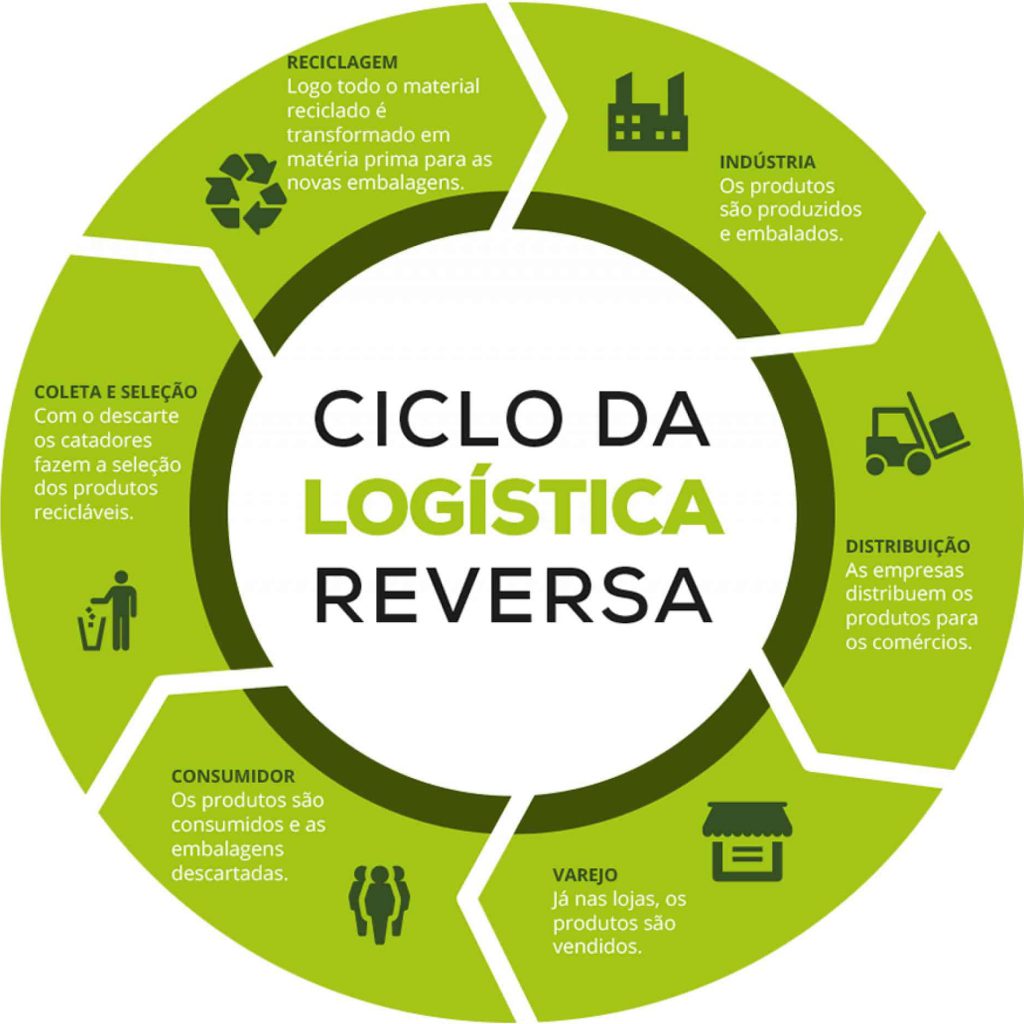 CICLO DA
LOGÍSTICA
REVERSA
INDÚSTRIA
Os produtos
são produzidos
e embalados.
DISTRIBUIÇÃO
As empresas
distribuem os
produtos para
os comércios.
VAREJO
Já nas lojas, os
produtos são
vendidos.
CONSUMIDOR
Os produtos são
consumidos e as
embalagens
descartadas.
COLETA E SELEÇÃO
Com o descarte
os catadores
fazem a seleção
dos produtos
recicláveis.
RECICLAGEM
Logo todo o material
reciclado é
transformado em
matéria prima para as
novas embalagens.